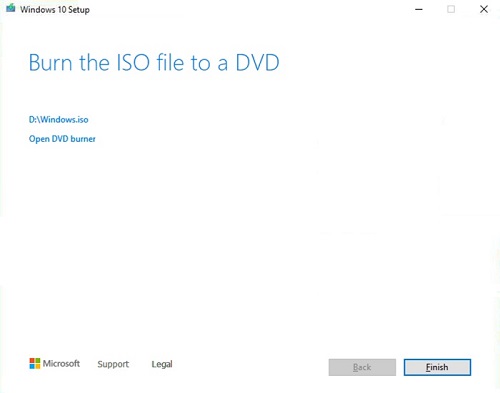 Windows 10 Setup
Burn the ISO file to a DVD
D:\Windows.iso
Open DVD burner
Microsoft Support Legal Back Finish